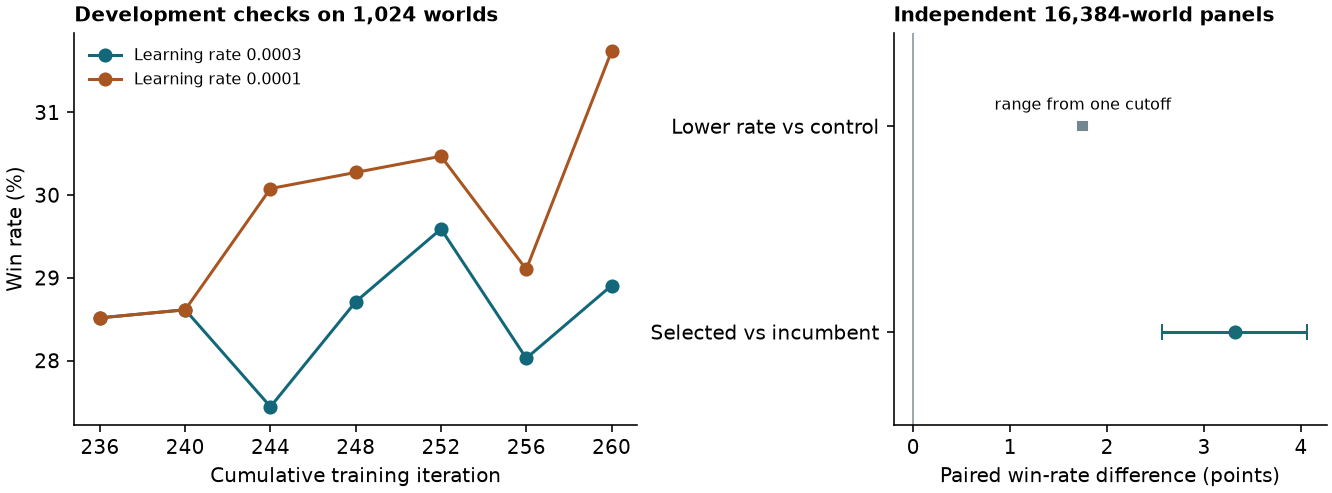 Development checks on 1,024 worlds
Learning rate 0.0003
Learning rate 0.0001
Win rate (%)
31
30
29
28
236 240 244 248 252 256 260
Cumulative training iteration
Independent 16,384-world panels
range from one cutoff
Lower rate vs control
Selected vs incumbent
0 1 2 3 4
Paired win-rate difference (points)